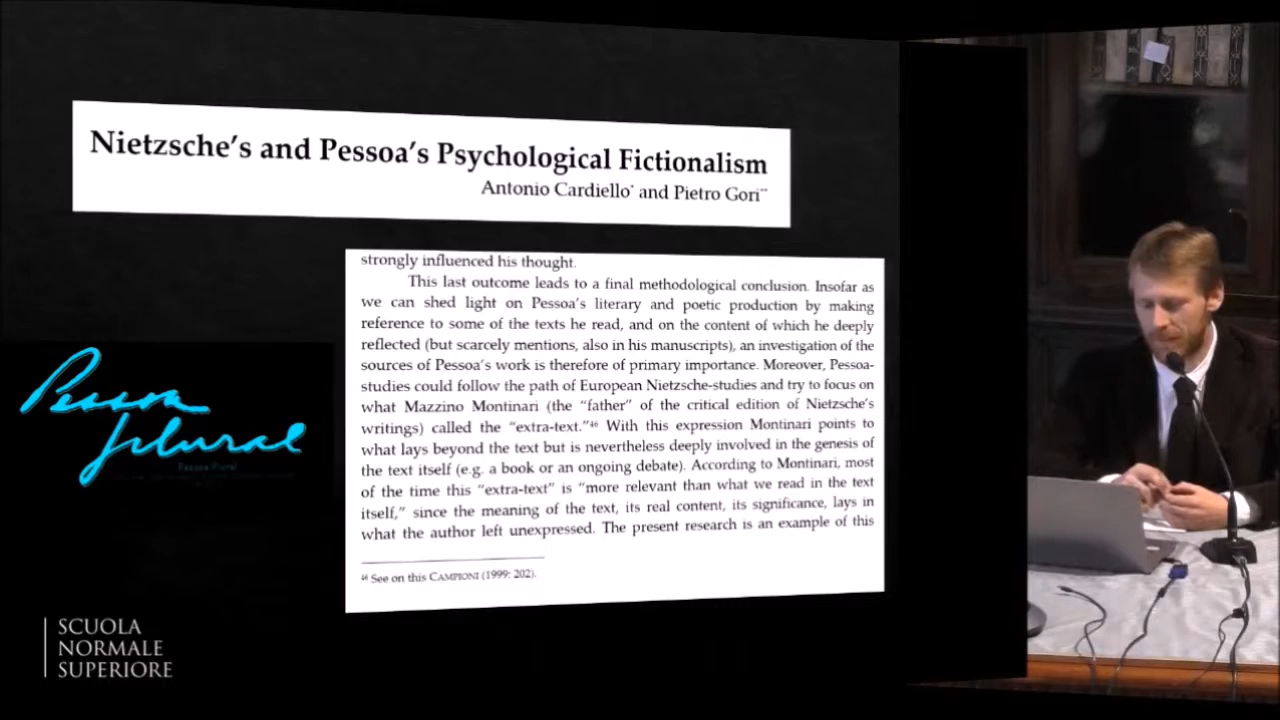 Nietzsche's and Pessoa's Psychological Fictionalism
Antonio Cardiello* and Pietro Gori**
strongly influenced his thought.
This last outcome leads to a final methodological conclusion. Insofar as
we can shed light on Pessoa's literary and poetic production by making
reference to some of the texts he read, and on the content of which he deeply
reflected (but scarcely mentions, also in his manuscripts), an investigation of the
sources of Pessoa's work is therefore of primary importance. Moreover, Pessoa-
studies could follow the path of European Nietzsche-studies and try to focus on
what Mazzino Montinari (the “father” of the critical edition of Nietzsche's
writings) called the “extra-text.”⁴⁶ With this expression Montinari points to
what lays beyond the text but is nevertheless deeply involved in the genesis of
the text itself (e.g. a book or an ongoing debate). According to Montinari, most
of the time this “extra-text” is “more relevant than what we read in the text
itself,” since the meaning of the text, its real content, its significance, lays in
what the author left unexpressed. The present research is an example of this
⁴⁶ See on this CAMPIONI (1999: 202).
Pessoa
plural
Pessoa Plural
SCUOLA
NORMALE
SUPERIORE